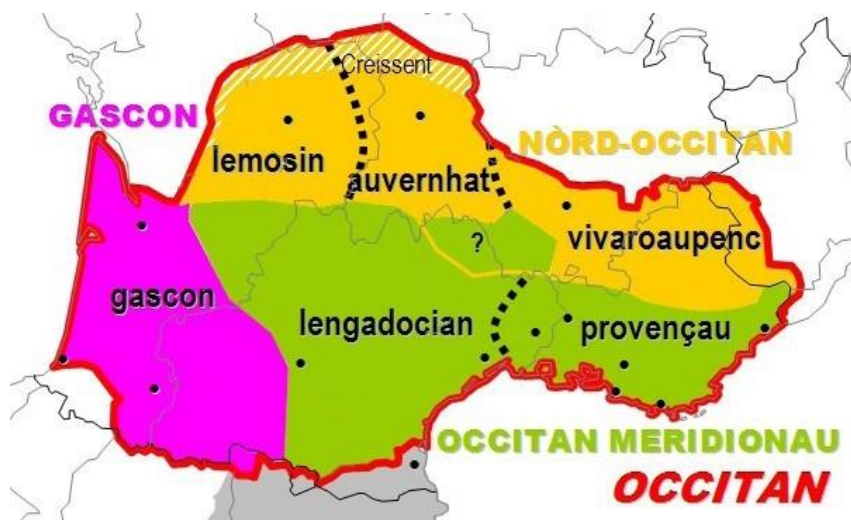 Creissent
GASCON
NÒRD-OCCITAN
lemosin
auvernhat
vivaroaupenc
?
gascon
lengadocian
provençau
OCCITAN MERIDIONAU
OCCITAN